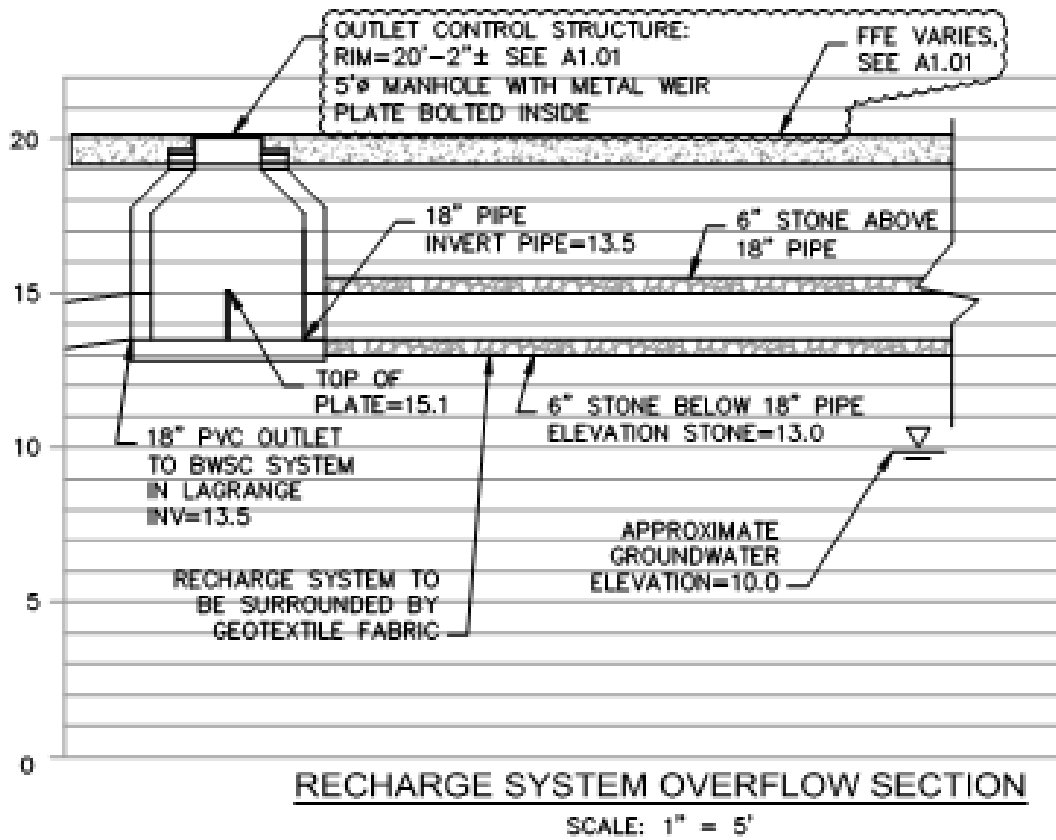 OUTLET CONTROL STRUCTURE:
RIM=20'-2"± SEE A1.01
5'ø MANHOLE WITH METAL WEIR
PLATE BOLTED INSIDE
FFE VARIES,
SEE A1.01
20
18" PIPE
INVERT PIPE=13.5
6" STONE ABOVE
18" PIPE
15
TOP OF
PLATE=15.1
6" STONE BELOW 18" PIPE
ELEVATION STONE=13.0
10
18" PVC OUTLET
TO BWSC SYSTEM
IN LAGRANGE
INV=13.5
APPROXIMATE
GROUNDWATER
ELEVATION=10.0
RECHARGE SYSTEM TO
BE SURROUNDED BY
GEOTEXTILE FABRIC
5
0
RECHARGE SYSTEM OVERFLOW SECTION
SCALE: 1" = 5'